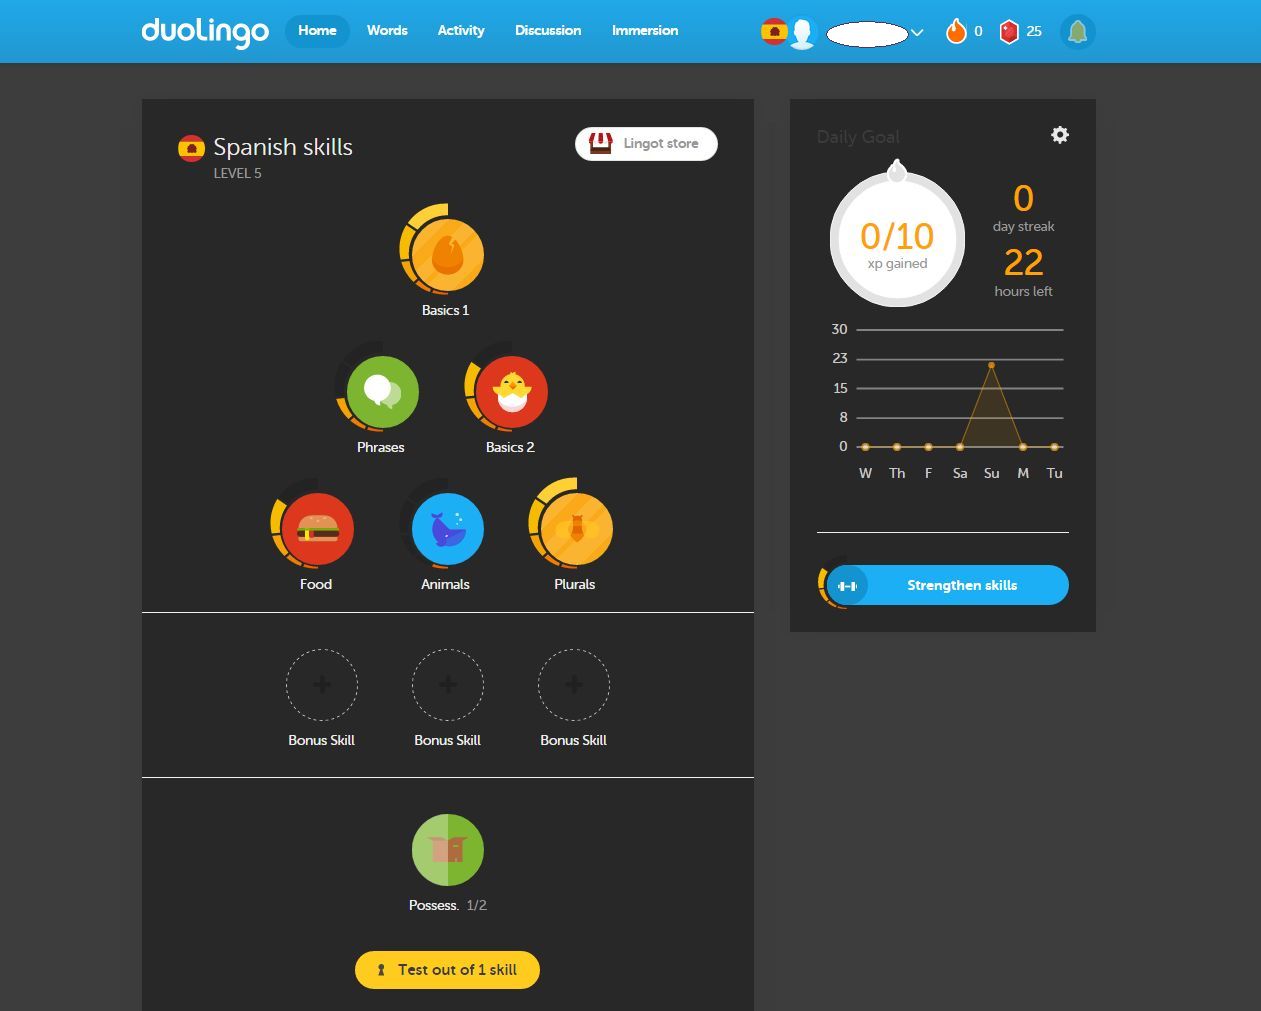 duolingo
Home Words Activity Discussion Immersion
0 25
Spanish skills
LEVEL 5
Lingot store
Basics 1
Phrases Basics 2
Food Animals Plurals
Bonus Skill Bonus Skill Bonus Skill
Possess. 1/2
Test out of 1 skill
Daily Goal
0/10
xp gained
0
day streak
22
hours left
30
23
15
8
0
W Th F Sa Su M Tu
Strengthen skills